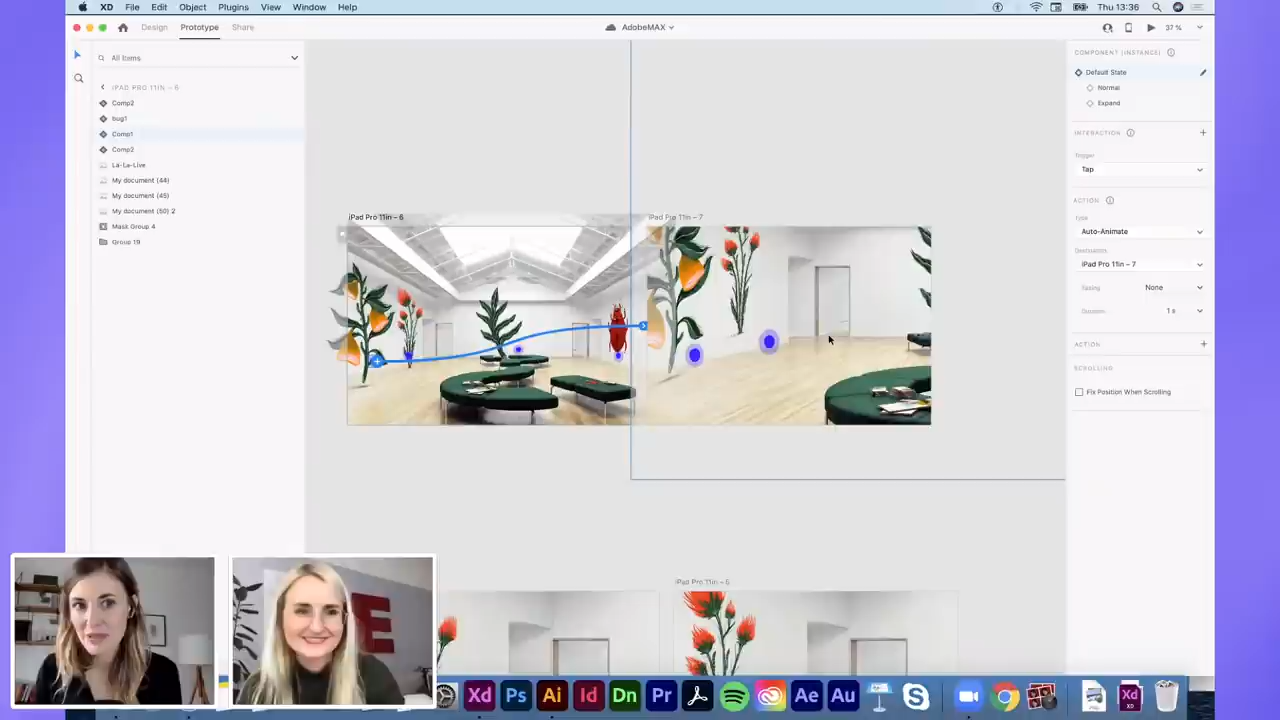 XD File Edit Object Plugins View Window Help Thu 13:36
Design Prototype Share AdobeMAX 37 %
All Items
IPAD PRO 11IN – 6
Comp2
bug1
Comp1
Comp2
La-La-Live
My document (44)
My document (45)
My document (50) 2
Mask Group 4
Group 19
iPad Pro 11in – 6
iPad Pro 11in – 7
iPad Pro 11in – 5
COMPONENT (INSTANCE)
Default State
Normal
Expand
INTERACTION
Trigger
Tap
ACTION
Type
Auto-Animate
Destination
iPad Pro 11in – 7
Easing None
Duration 1 s
ACTION
SCROLLING
Fix Position When Scrolling
E
Xd Ps Ai Id Dn Pr Ae Au Xd